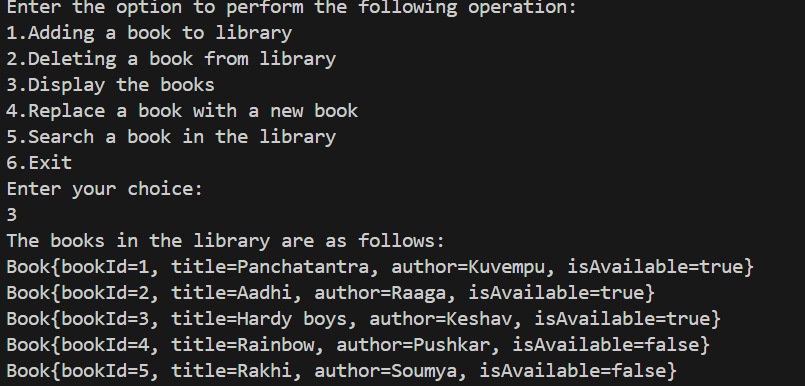 Enter the option to perform the following operation:
1.Adding a book to library
2.Deleting a book from library
3.Display the books
4.Replace a book with a new book
5.Search a book in the library
6.Exit
Enter your choice:
3
The books in the library are as follows:
Book{bookId=1, title=Panchatantra, author=Kuvempu, isAvailable=true}
Book{bookId=2, title=Aadhi, author=Raaga, isAvailable=true}
Book{bookId=3, title=Hardy boys, author=Keshav, isAvailable=true}
Book{bookId=4, title=Rainbow, author=Pushkar, isAvailable=false}
Book{bookId=5, title=Rakhi, author=Soumya, isAvailable=false}